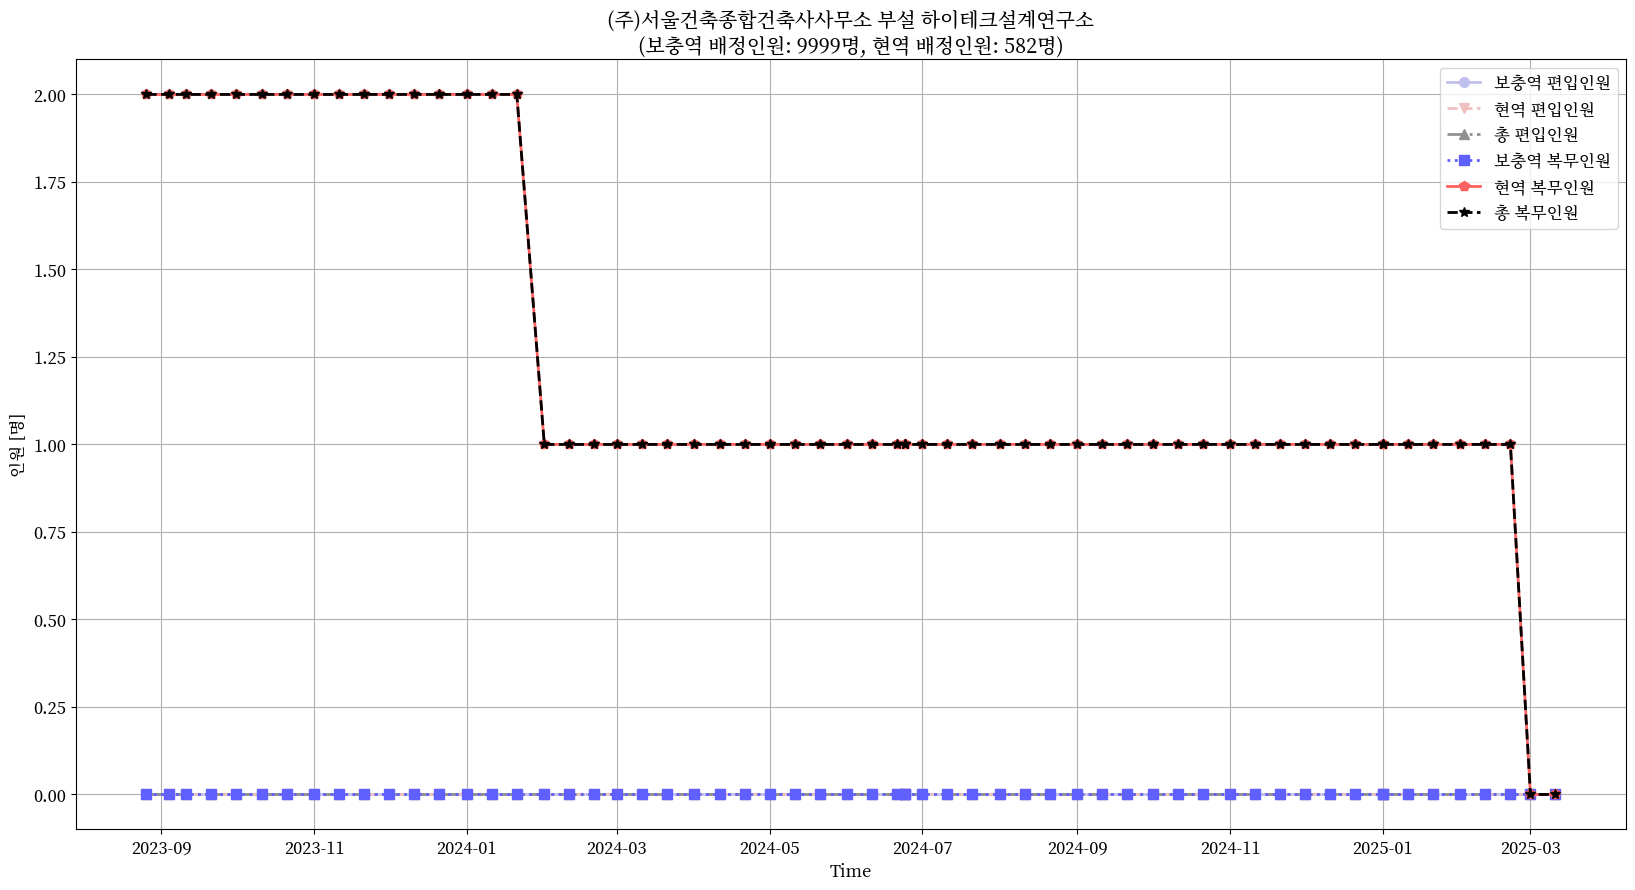 (주)서울건축종합건축사사무소 부설 하이테크설계연구소
(보충역 배정인원: 9999명, 현역 배정인원: 582명)
보충역 편입인원
현역 편입인원
총 편입인원
보충역 복무인원
현역 복무인원
총 복무인원
인원 [명]
2.00
1.75
1.50
1.25
1.00
0.75
0.50
0.25
0.00
2023-09 2023-11 2024-01 2024-03 2024-05 2024-07 2024-09 2024-11 2025-01 2025-03
Time